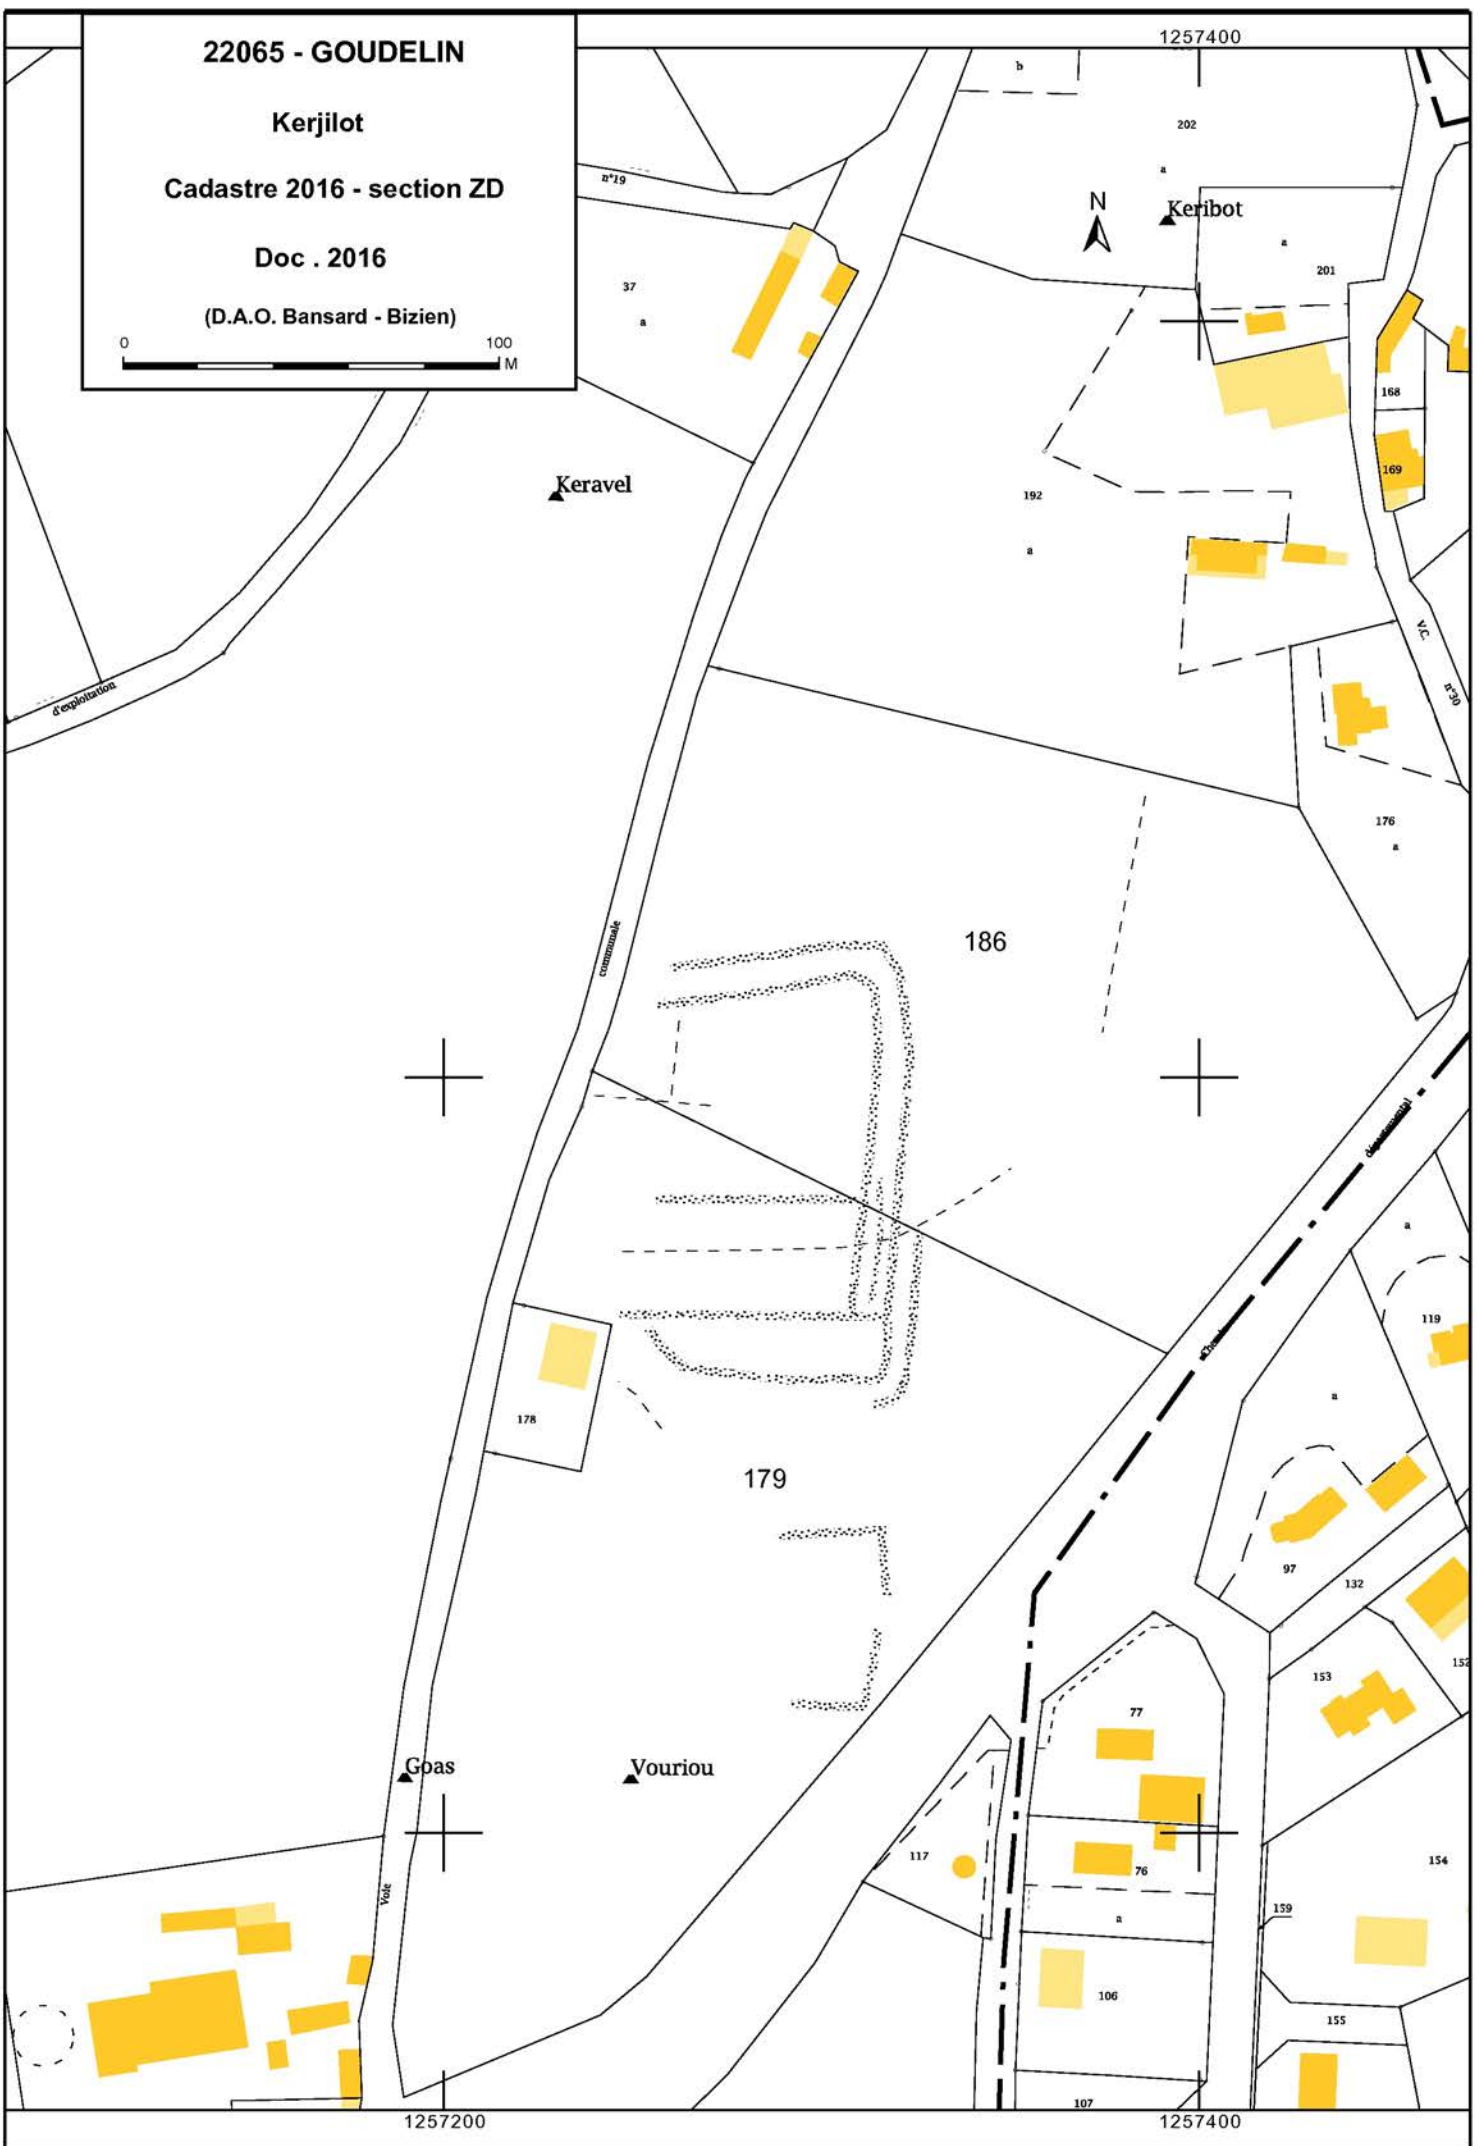 22065 - GOUDELIN
Kerjilot
Cadastre 2016 - section ZD
Doc . 2016
(D.A.O. Bansard - Bizien)
0 100
M
1257400
b
202
a
n°19
N
Keribot
a
201
37
a
168
169
Keravel
192
a
V.C.
n°30
d'exploitation
176
a
186
communale
départemental
a
119
Chemin
a
178
179
97
132
153
152
77
Goas
Vouriou
117
76
154
a
159
Voie
106
155
107
1257200
1257400